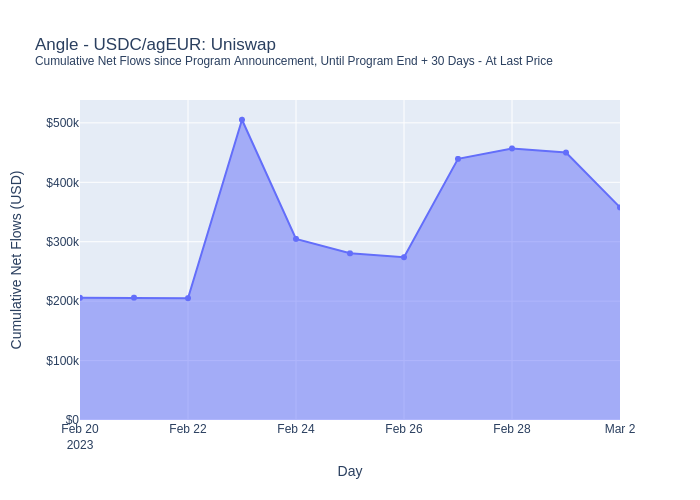 Angle - USDC/agEUR: Uniswap
Cumulative Net Flows since Program Announcement, Until Program End + 30 Days - At Last Price
Cumulative Net Flows (USD)
$500k
$400k
$300k
$200k
$100k
$0
Feb 20 Feb 22 Feb 24 Feb 26 Feb 28 Mar 2
2023
Day